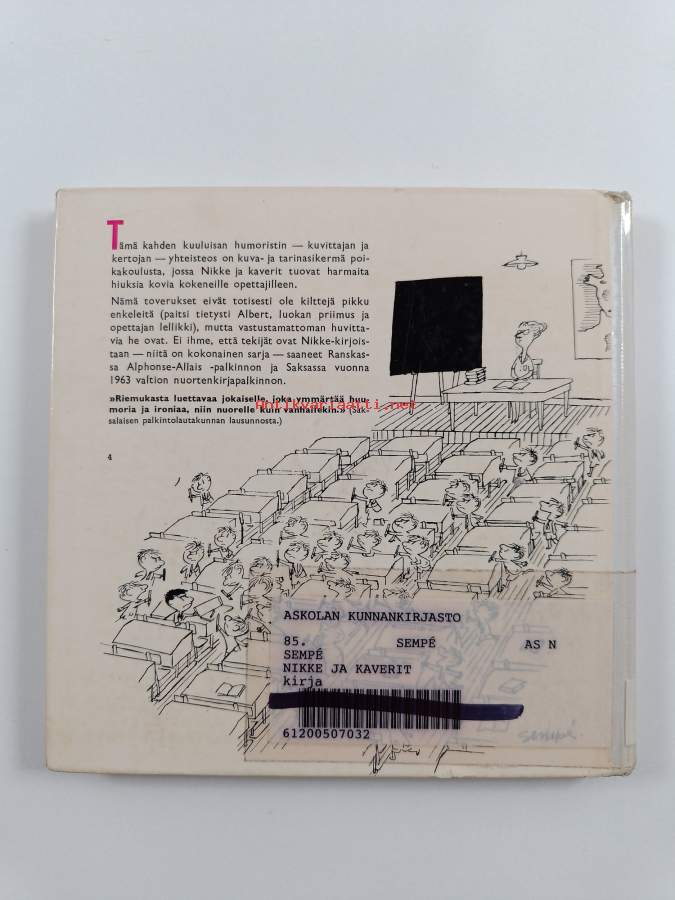 Tämä kahden kuuluisan humoristin — kuvittajan ja
kertojan — yhteisteos on kuva- ja tarinasikermä poi-
kakoulusta, jossa Nikke ja kaverit tuovat harmaita
hiuksia kovia kokeneille opettajilleen.
Nämä toverukset eivät totisesti ole kilttejä pikku
enkeleitä (paitsi tietysti Albert, luokan priimus ja
opettajan lellikki), mutta vastustamattoman huvitta-
via he ovat. Ei ihme, että tekijät ovat Nikke-kirjois-
taan — niitä on kokonainen sarja — saaneet Ranskas-
sa Alphonse-Allais -palkinnon ja Saksassa vuonna
1963 valtion nuortenkirjapalkinnon.
»Riemukasta luettavaa jokaiselle, joka ymmärtää huu-
moria ja ironiaa, niin nuorelle kuin vanhallekin.» (Sak-
salaisen palkintolautakunnan lausunnosta.)
Antikvariaatti.net
4
ASKOLAN KUNNANKIRJASTO
85. SEMPÉ AS N
SEMPÉ
NIKKE JA KAVERIT
kirja
61200507032
sempé.